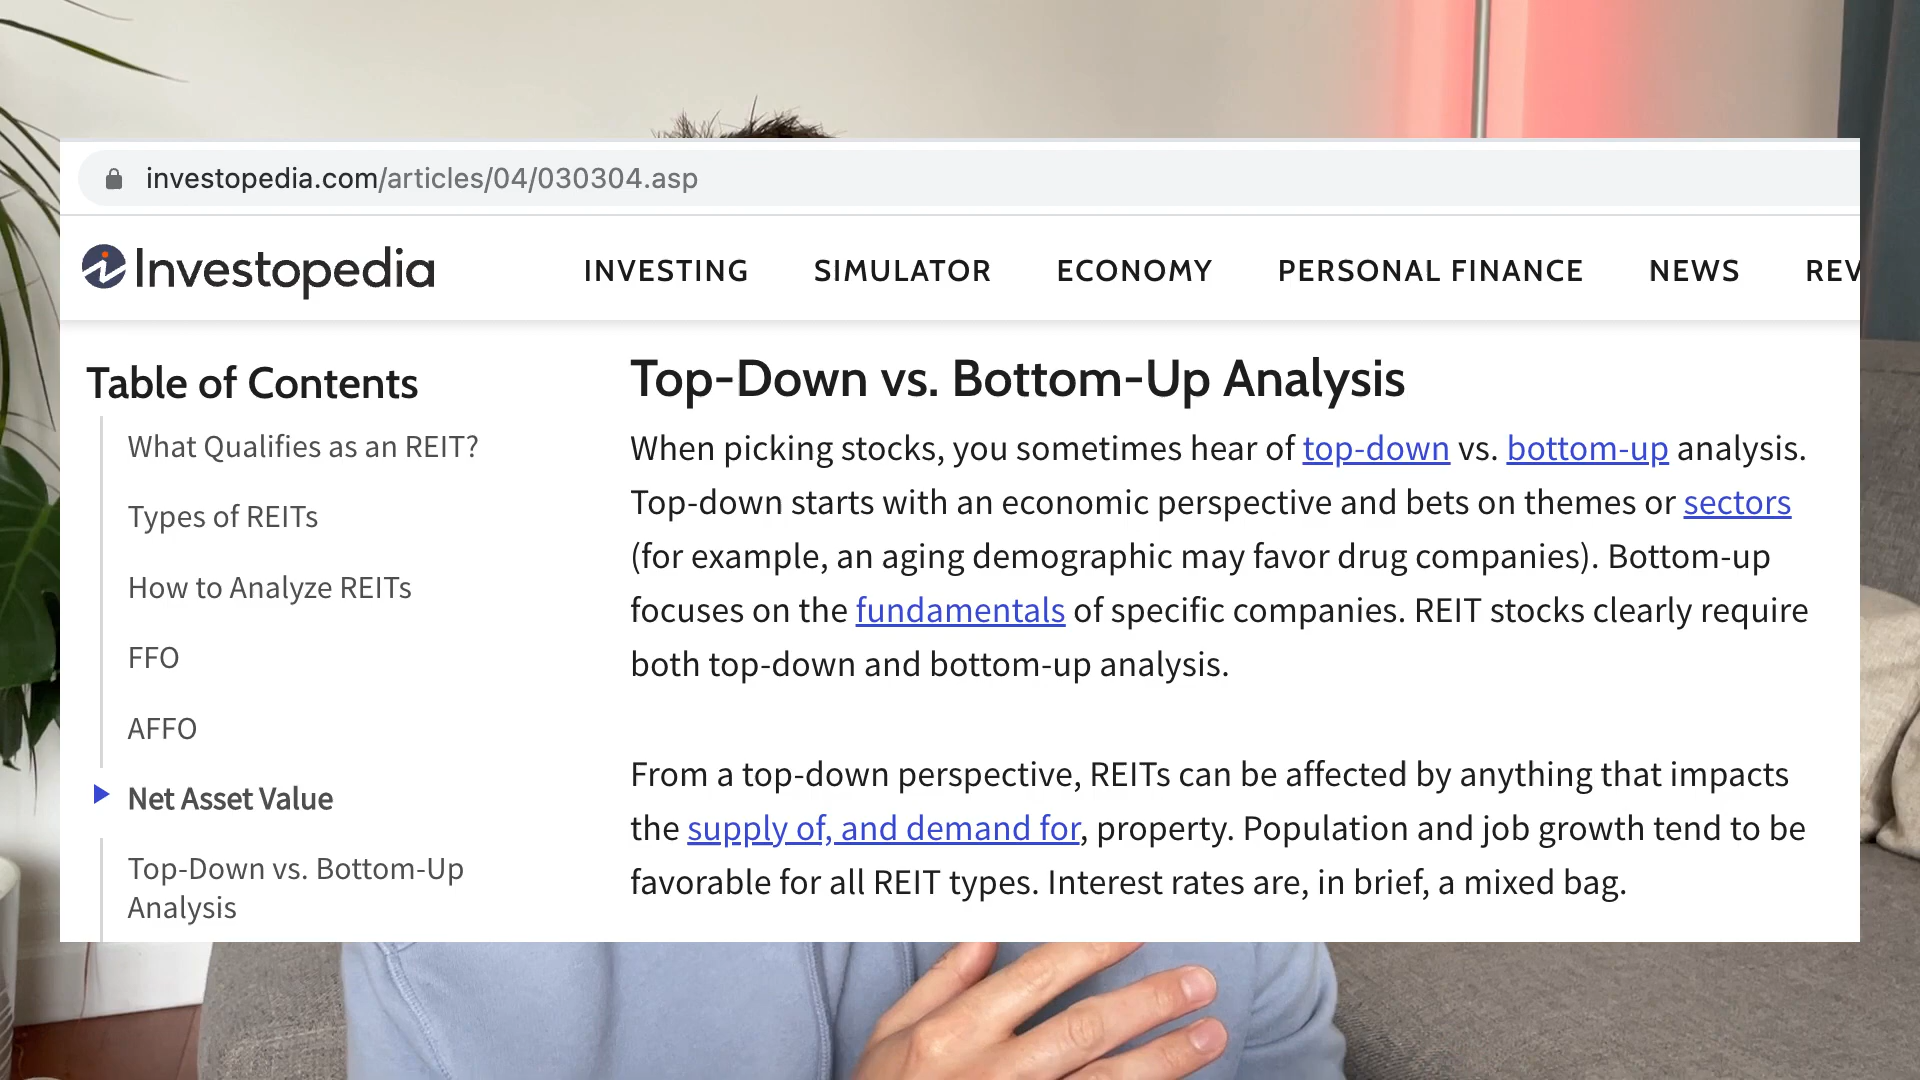 investopedia.com/articles/04/030304.asp
Investopedia
INVESTING SIMULATOR ECONOMY PERSONAL FINANCE NEWS REV
Table of Contents
What Qualifies as an REIT?
Types of REITs
How to Analyze REITs
FFO
AFFO
Net Asset Value
Top-Down vs. Bottom-Up
Analysis
Top-Down vs. Bottom-Up Analysis
When picking stocks, you sometimes hear of top-down vs. bottom-up analysis.
Top-down starts with an economic perspective and bets on themes or sectors
(for example, an aging demographic may favor drug companies). Bottom-up
focuses on the fundamentals of specific companies. REIT stocks clearly require
both top-down and bottom-up analysis.
From a top-down perspective, REITs can be affected by anything that impacts
the supply of, and demand for, property. Population and job growth tend to be
favorable for all REIT types. Interest rates are, in brief, a mixed bag.